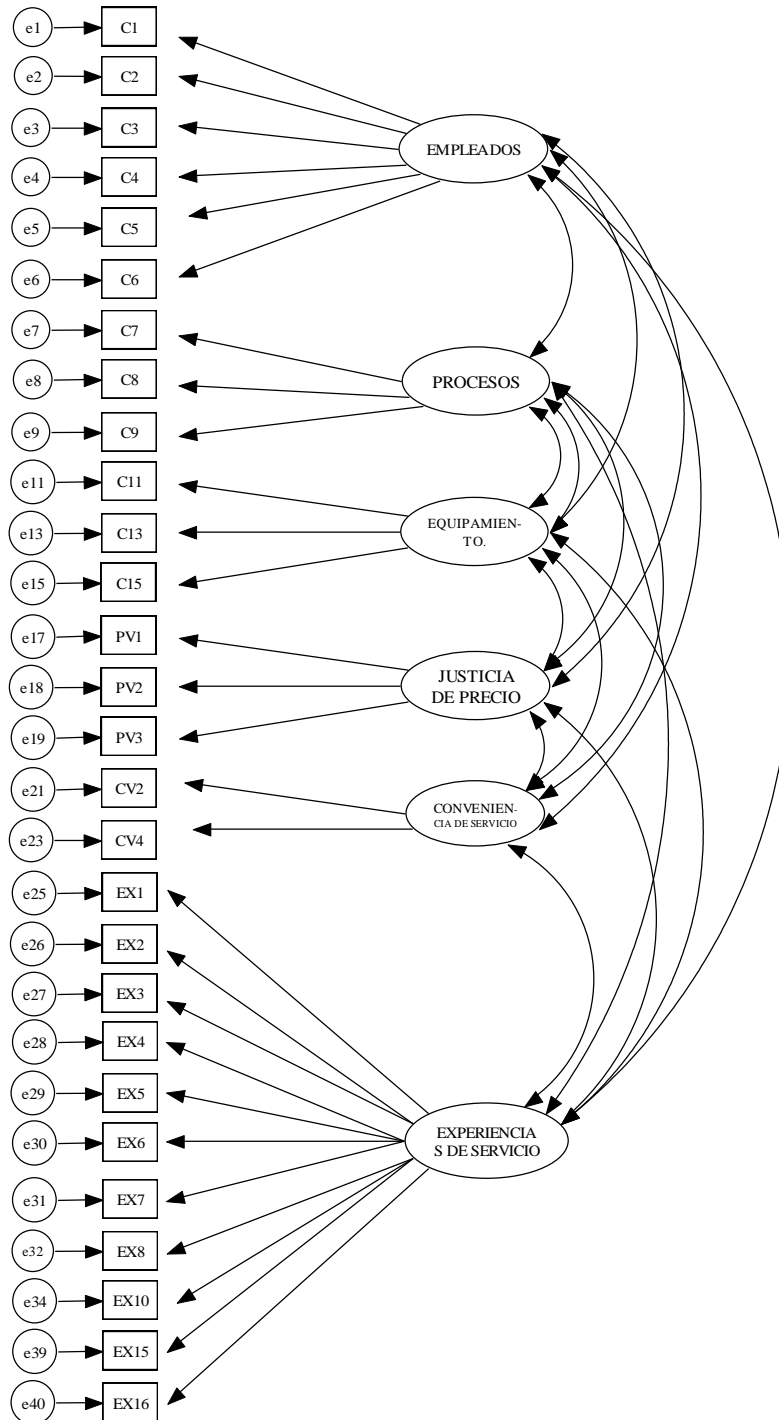 e1 C1
e2 C2
e3 C3
EMPLEADOS
e4 C4
e5 C5
e6 C6
e7 C7
e8 C8
PROCESOS
e9 C9
e11 C11
EQUIPAMIEN-
TO.
e13 C13
e15 C15
e17 PV1
JUSTICIA
DE PRECIO
e18 PV2
e19 PV3
e21 CV2
CONVENIEN-
CIA DE SERVICIO
e23 CV4
e25 EX1
e26 EX2
e27 EX3
e28 EX4
e29 EX5
EXPERIENCIA
S DE SERVICIO
e30 EX6
e31 EX7
e32 EX8
e34 EX10
e39 EX15
e40 EX16